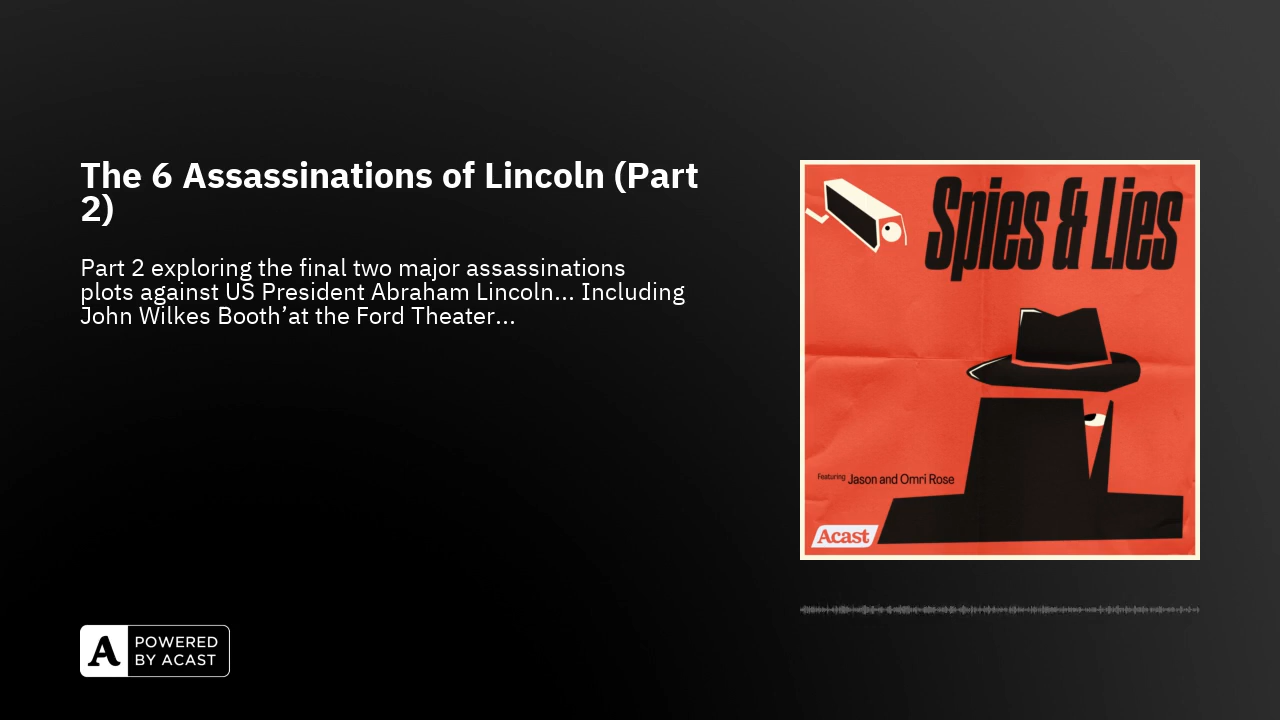 The 6 Assassinations of Lincoln (Part
2)
Part 2 exploring the final two major assassinations
plots against US President Abraham Lincoln... Including
John Wilkes Booth’at the Ford Theater...
Spies & Lies
Featuring Jason and Omri Rose
Acast
A POWERED
BY ACAST